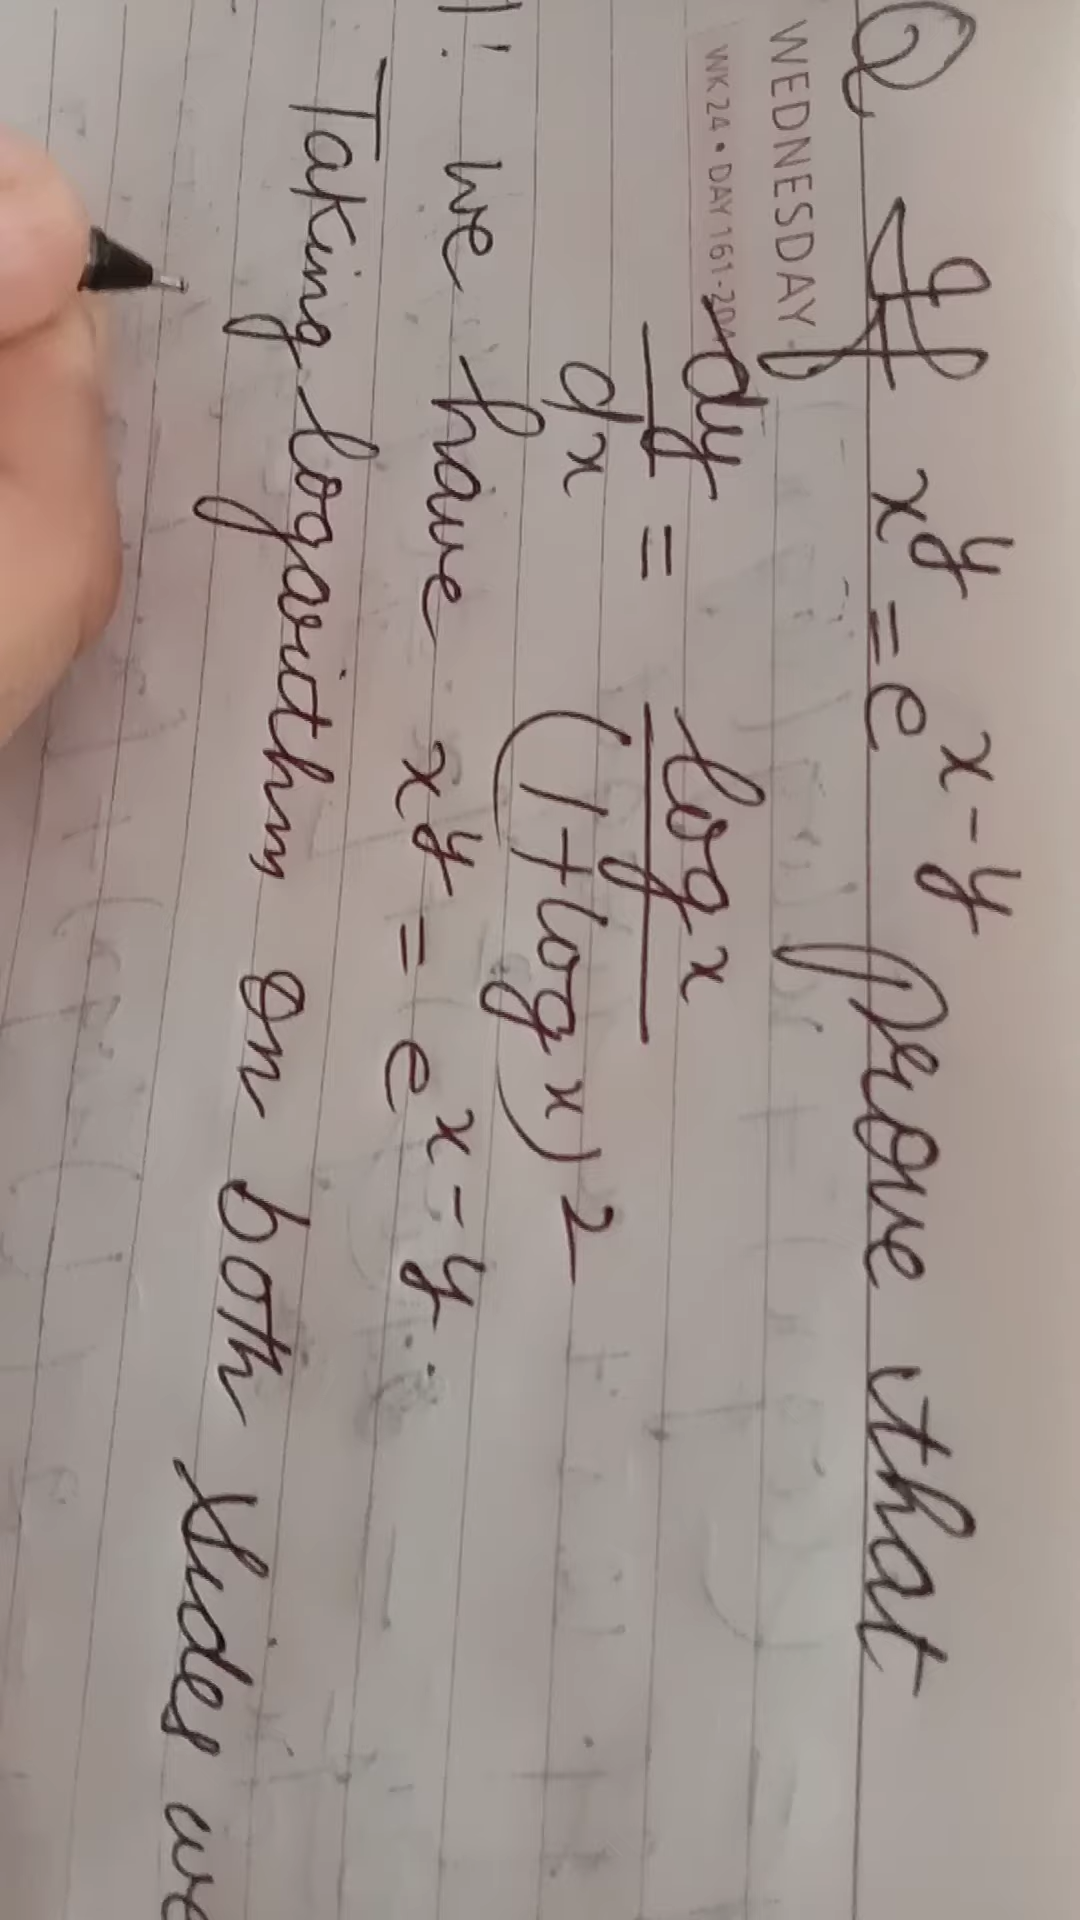 Q If x^y = e^(x-y) prove that
WEDNESDAY
WK 24 • DAY 161-204
dy/dx = log x/(1+log x)^2
! we have x^y = e^(x-y)
Taking logarithm on both sides we